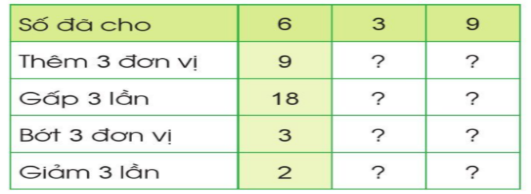 Số đã cho 6 3 9
Thêm 3 đơn vị 9 ? ?
Gấp 3 lần 18 ? ?
Bớt 3 đơn vị 3 ? ?
Giảm 3 lần 2 ? ?